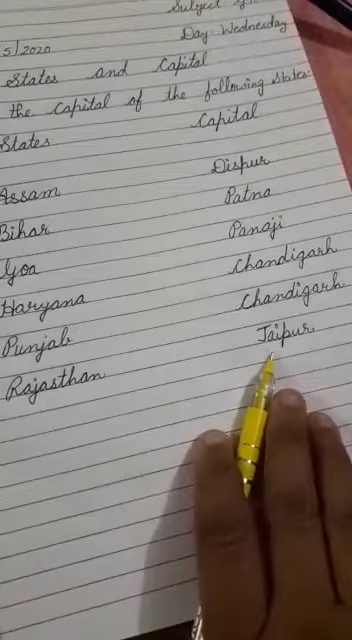 Subject
5/2020
Day Wednesday
States and Capital
the Capital of the following states:
States Capital
Assam Dispur
Bihar Patna
Goa Panaji
Haryana Chandigarh
Punjab Chandigarh
Rajasthan Jaipur